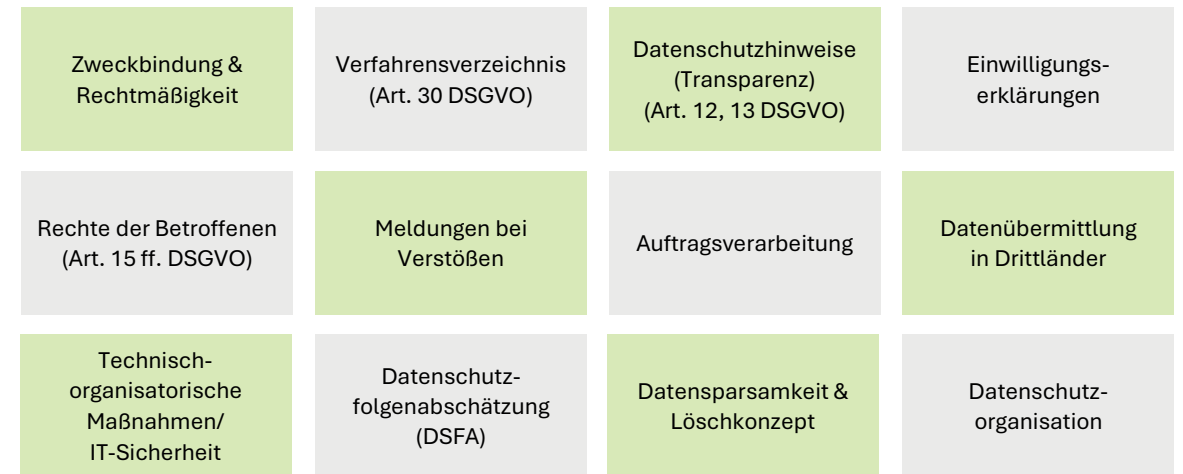 Zweckbindung &
Rechtmäßigkeit
Verfahrensverzeichnis
(Art. 30 DSGVO)
Datenschutzhinweise
(Transparenz)
(Art. 12, 13 DSGVO)
Einwilligungs-
erklärungen
Rechte der Betroffenen
(Art. 15 ff. DSGVO)
Meldungen bei
Verstößen
Auftragsverarbeitung
Datenübermittlung
in Drittländer
Technisch-
organisatorische
Maßnahmen/
IT-Sicherheit
Datenschutz-
folgenabschätzung
(DSFA)
Datensparsamkeit &
Löschkonzept
Datenschutz-
organisation